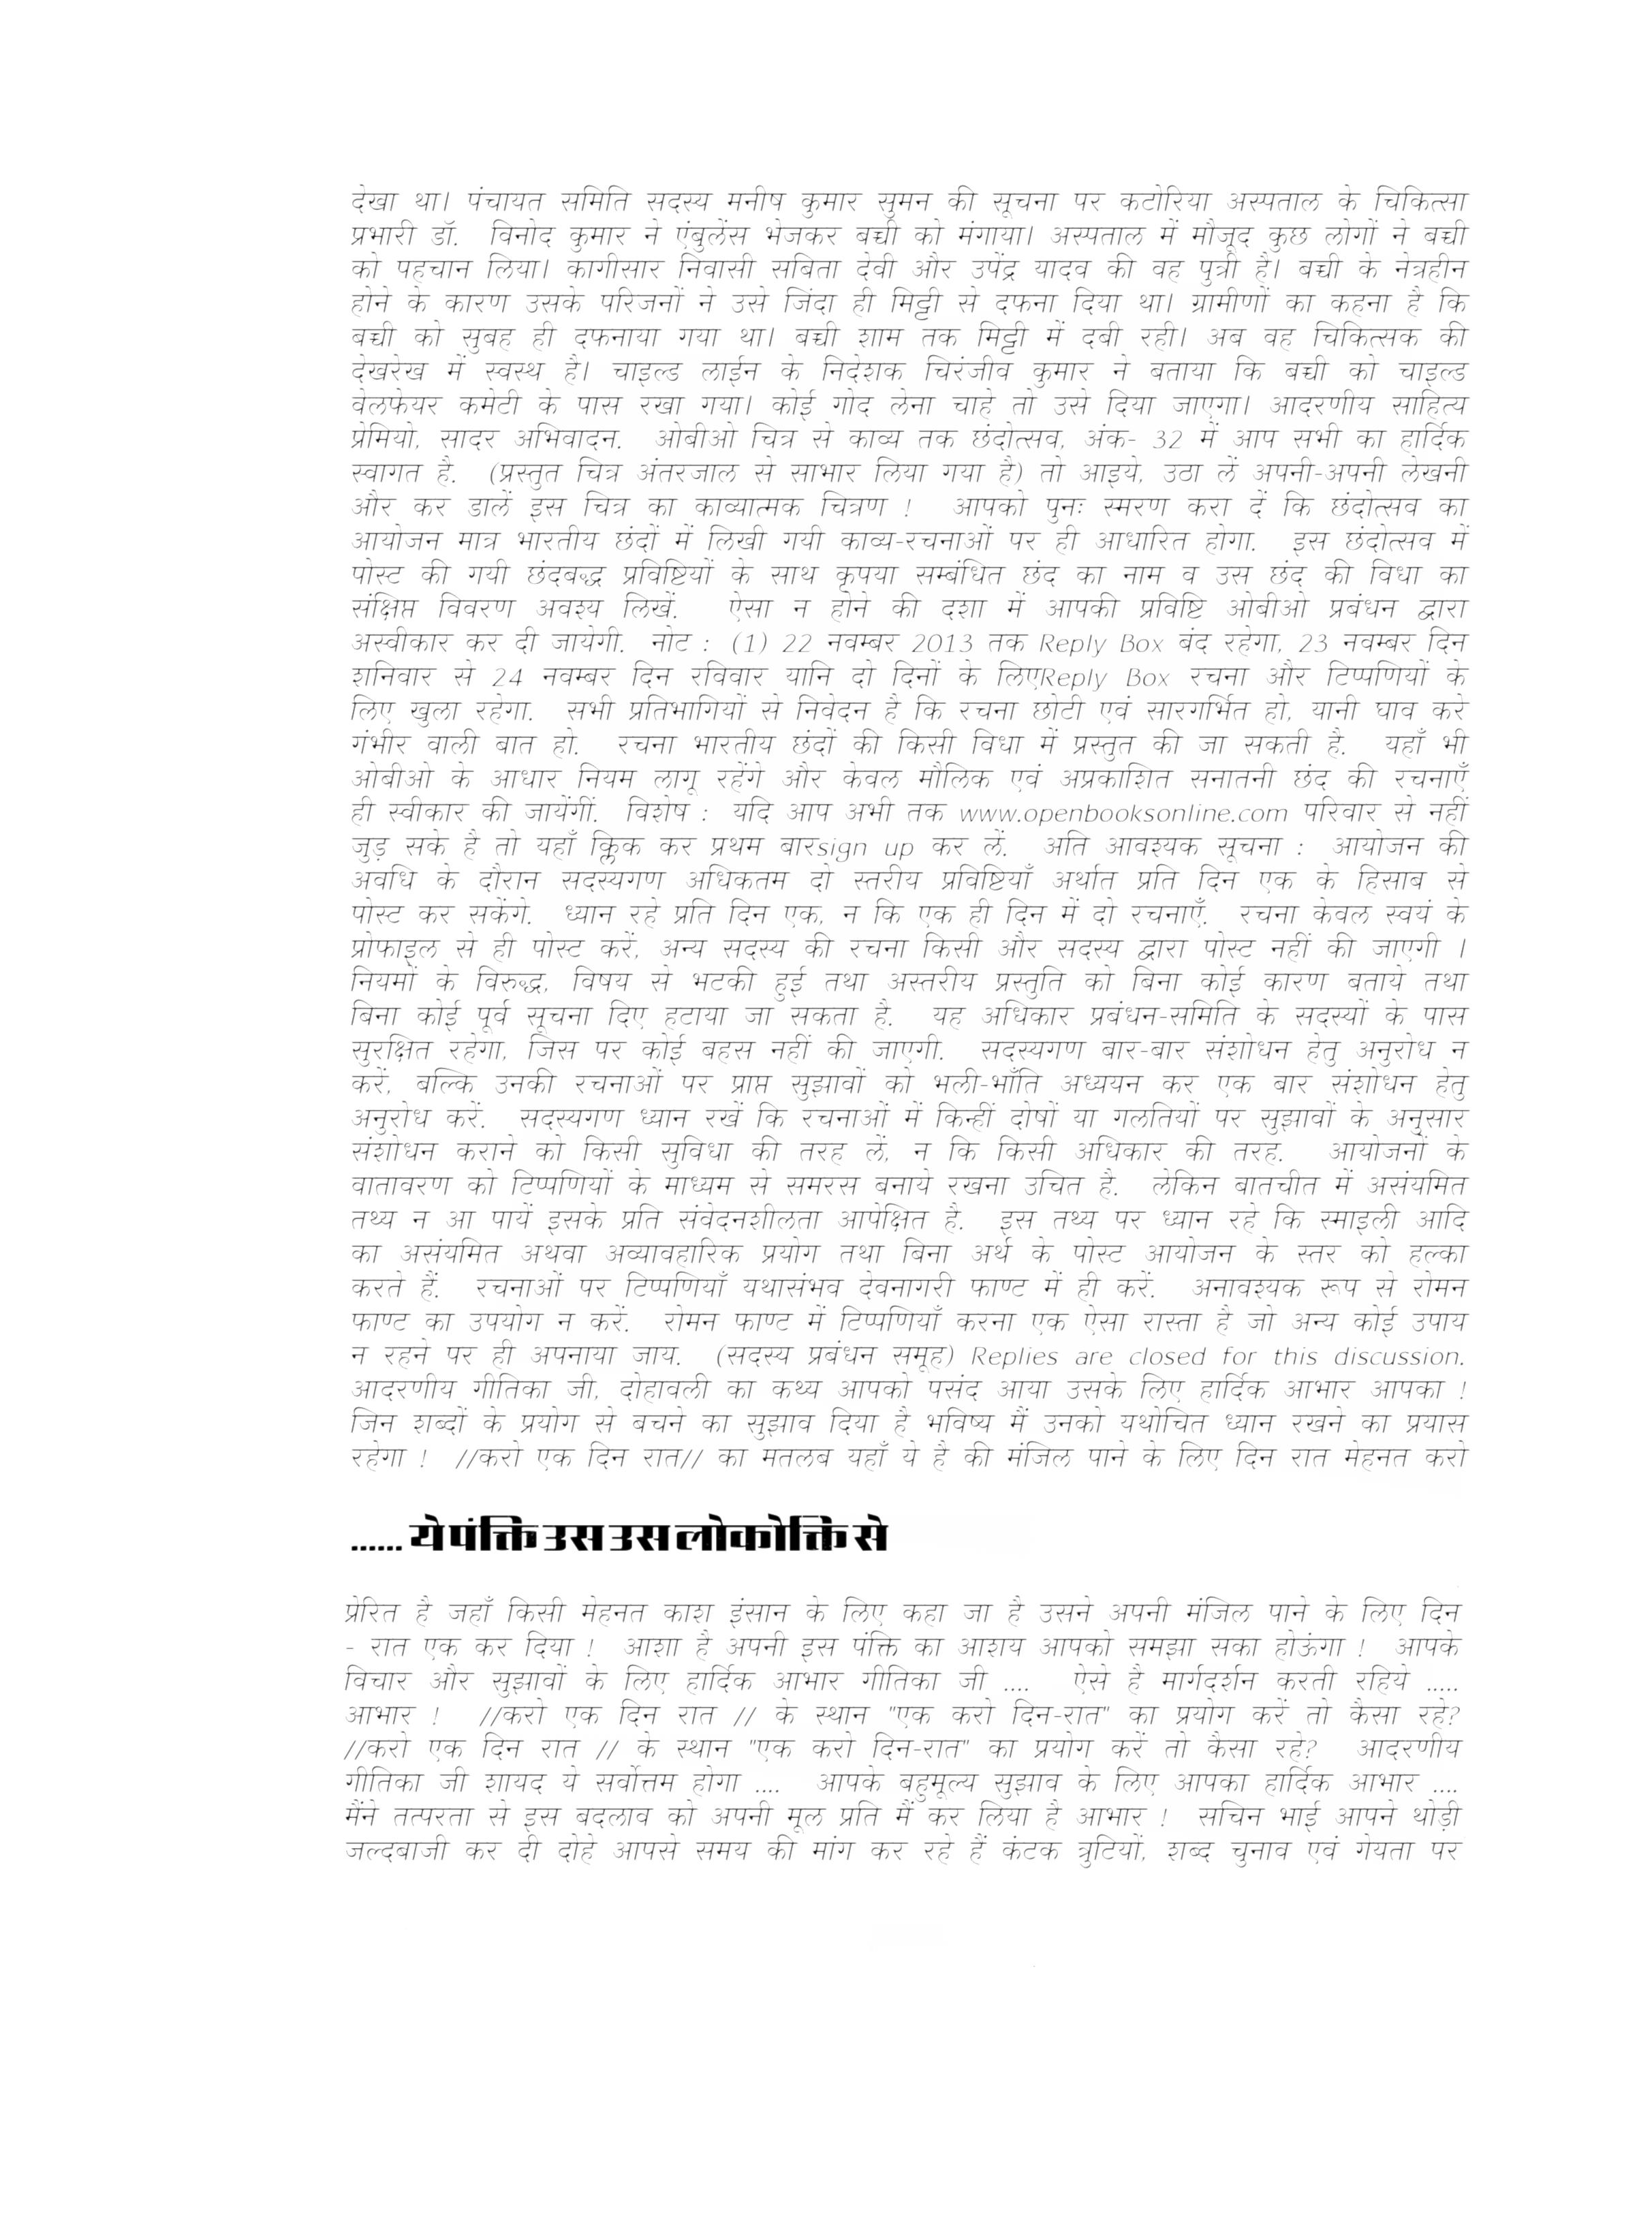 देखा था। पंचायत समिति सदस्य मनीष कुमार सुमन की सूचना पर कटोरिया अस्पताल के चिकित्सा
प्रभारी डॉ. विनोद कुमार ने एंबुलेंस भेजकर बच्ची को मंगाया। अस्पताल में मौजूद कुछ लोगों ने बच्ची
को पहचान लिया। कागीसार निवासी सबिता देवी और उपेंद्र यादव की वह पुत्री है। बच्ची के नेत्रहीन
होने के कारण उसके परिजनों ने उसे जिंदा ही मिट्टी से दफना दिया था। ग्रामीणों का कहना है कि
बच्ची को सुबह ही दफनाया गया था। बच्ची शाम तक मिट्टी में दबी रही। अब वह चिकित्सक की
देखरेख में स्वस्थ है। चाइल्ड लाईन के निदेशक चिरंजीव कुमार ने बताया कि बच्ची को चाइल्ड
वेलफेयर कमेटी के पास रखा गया। कोई गोद लेना चाहे तो उसे दिया जाएगा। आदरणीय साहित्य
प्रेमियो, सादर अभिवादन. ओबीओ चित्र से काव्य तक छंदोत्सव, अंक- 32 में आप सभी का हार्दिक
स्वागत है. (प्रस्तुत चित्र अंतरजाल से साभार लिया गया है) तो आइये, उठा लें अपनी-अपनी लेखनी
और कर डालें इस चित्र का काव्यात्मक चित्रण ! आपको पुनः स्मरण करा दें कि छंदोत्सव का
आयोजन मात्र भारतीय छंदों में लिखी गयी काव्य-रचनाओं पर ही आधारित होगा. इस छंदोत्सव में
पोस्ट की गयी छंदबद्ध प्रविष्टियों के साथ कृपया सम्बंधित छंद का नाम व उस छंद की विधा का
संक्षिप्त विवरण अवश्य लिखें. ऐसा न होने की दशा में आपकी प्रविष्टि ओबीओ प्रबंधन द्वारा
अस्वीकार कर दी जायेगी. नोट : (1) 22 नवम्बर 2013 तक Reply Box बंद रहेगा, 23 नवम्बर दिन
शनिवार से 24 नवम्बर दिन रविवार यानि दो दिनों के लिएReply Box रचना और टिप्पणियों के
लिए खुला रहेगा. सभी प्रतिभागियों से निवेदन है कि रचना छोटी एवं सारगर्भित हो, यानी घाव करे
गंभीर वाली बात हो. रचना भारतीय छंदों की किसी विधा में प्रस्तुत की जा सकती है. यहाँ भी
ओबीओ के आधार नियम लागू रहेंगे और केवल मौलिक एवं अप्रकाशित सनातनी छंद की रचनाएँ
ही स्वीकार की जायेंगीं. विशेष : यदि आप अभी तक www.openbooksonline.com परिवार से नहीं
जुड़ सके है तो यहाँ क्लिक कर प्रथम बारsign up कर लें. अति आवश्यक सूचना : आयोजन की
अवधि के दौरान सदस्यगण अधिकतम दो स्तरीय प्रविष्टियाँ अर्थात प्रति दिन एक के हिसाब से
पोस्ट कर सकेंगे. ध्यान रहे प्रति दिन एक, न कि एक ही दिन में दो रचनाएँ. रचना केवल स्वयं के
प्रोफाइल से ही पोस्ट करें, अन्य सदस्य की रचना किसी और सदस्य द्वारा पोस्ट नहीं की जाएगी ।
नियमों के विरुद्ध, विषय से भटकी हुई तथा अस्तरीय प्रस्तुति को बिना कोई कारण बताये तथा
बिना कोई पूर्व सूचना दिए हटाया जा सकता है. यह अधिकार प्रबंधन-समिति के सदस्यों के पास
सुरक्षित रहेगा, जिस पर कोई बहस नहीं की जाएगी. सदस्यगण बार-बार संशोधन हेतु अनुरोध न
करें, बल्कि उनकी रचनाओं पर प्राप्त सुझावों को भली-भाँति अध्ययन कर एक बार संशोधन हेतु
अनुरोध करें. सदस्यगण ध्यान रखें कि रचनाओं में किन्हीं दोषों या गलतियों पर सुझावों के अनुसार
संशोधन कराने को किसी सुविधा की तरह लें, न कि किसी अधिकार की तरह. आयोजनों के
वातावरण को टिप्पणियों के माध्यम से समरस बनाये रखना उचित है. लेकिन बातचीत में असंयमित
तथ्य न आ पायें इसके प्रति संवेदनशीलता आपेक्षित है. इस तथ्य पर ध्यान रहे कि स्माइली आदि
का असंयमित अथवा अव्यावहारिक प्रयोग तथा बिना अर्थ के पोस्ट आयोजन के स्तर को हल्का
करते हैं. रचनाओं पर टिप्पणियाँ यथासंभव देवनागरी फाण्ट में ही करें. अनावश्यक रूप से रोमन
फाण्ट का उपयोग न करें. रोमन फाण्ट में टिप्पणियाँ करना एक ऐसा रास्ता है जो अन्य कोई उपाय
न रहने पर ही अपनाया जाय. (सदस्य प्रबंधन समूह) Replies are closed for this discussion.
आदरणीय गीतिका जी, दोहावली का कथ्य आपको पसंद आया उसके लिए हार्दिक आभार आपका !
जिन शब्दों के प्रयोग से बचने का सुझाव दिया है भविष्य मैं उनको यथोचित ध्यान रखने का प्रयास
रहेगा ! //करो एक दिन रात// का मतलब यहाँ ये है की मंजिल पाने के लिए दिन रात मेहनत करो
...... ये पंक्ति उस उस लोकोक्ति से
प्रेरित है जहाँ किसी मेहनत काश इंसान के लिए कहा जा है उसने अपनी मंजिल पाने के लिए दिन
- रात एक कर दिया ! आशा है अपनी इस पंक्ति का आशय आपको समझा सका होऊंगा ! आपके
विचार और सुझावों के लिए हार्दिक आभार गीतिका जी .... ऐसे है मार्गदर्शन करती रहिये .....
आभार ! //करो एक दिन रात // के स्थान "एक करो दिन-रात" का प्रयोग करें तो कैसा रहे?
//करो एक दिन रात // के स्थान "एक करो दिन-रात" का प्रयोग करें तो कैसा रहे? आदरणीय
गीतिका जी शायद ये सर्वोत्तम होगा .... आपके बहुमूल्य सुझाव के लिए आपका हार्दिक आभार ....
मैंने तत्परता से इस बदलाव को अपनी मूल प्रति मैं कर लिया है आभार ! सचिन भाई आपने थोड़ी
जल्दबाजी कर दी दोहे आपसे समय की मांग कर रहे हैं कंटक त्रुटियों, शब्द चुनाव एवं गेयता पर